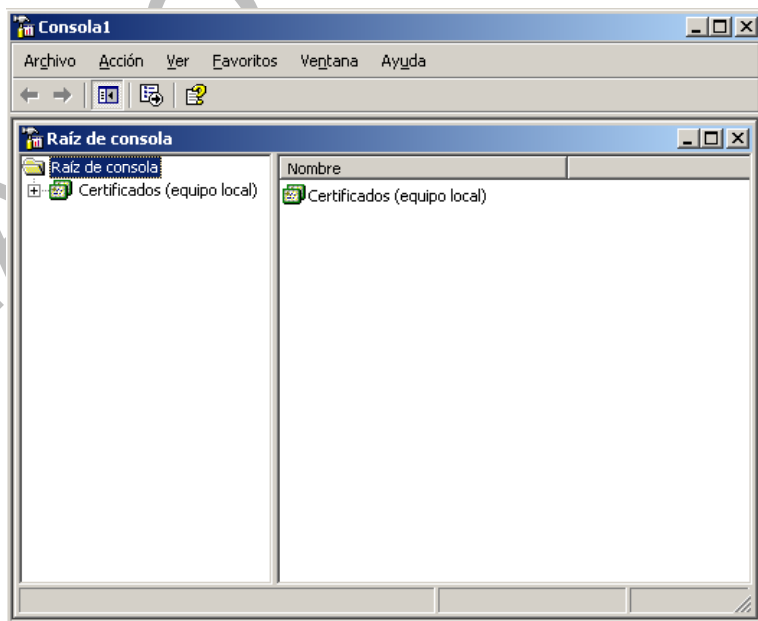 Consola1
Archivo Acción Ver Favoritos Ventana Ayuda
Raíz de consola
Raíz de consola
Certificados (equipo local)
Nombre
Certificados (equipo local)